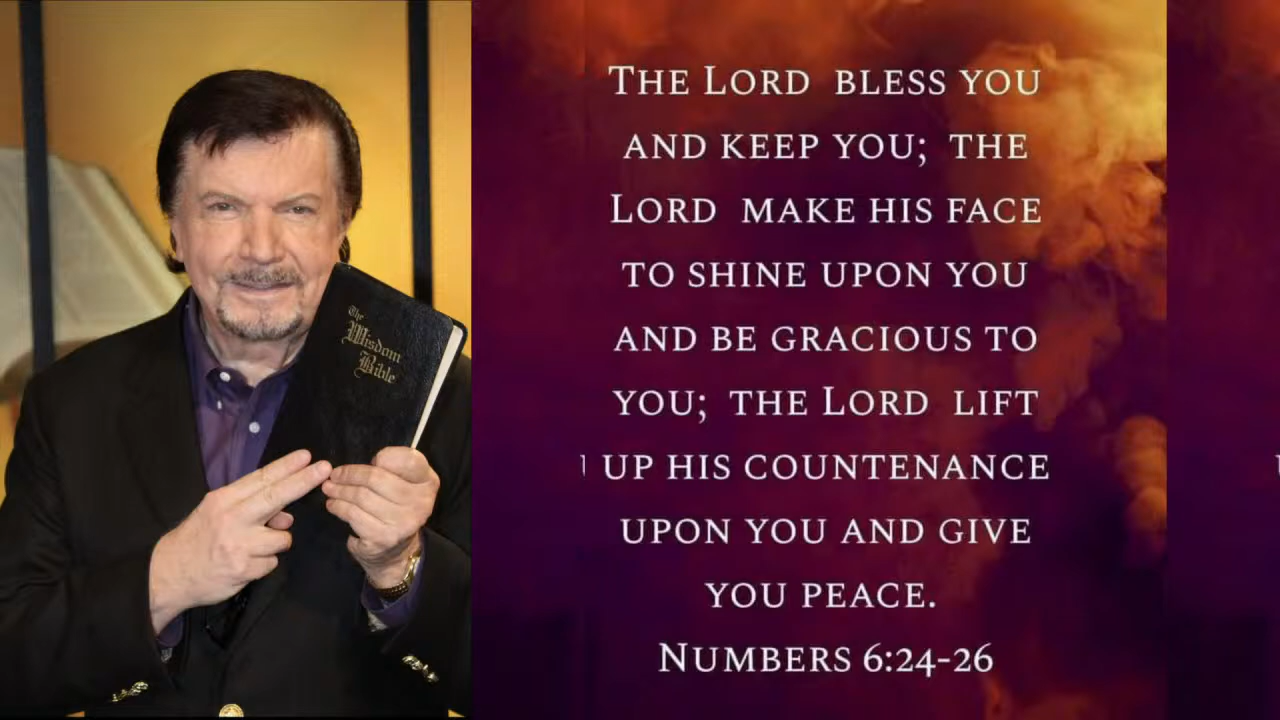 The
Wisdom
Bible
THE LORD BLESS YOU
AND KEEP YOU; THE
LORD MAKE HIS FACE
TO SHINE UPON YOU
AND BE GRACIOUS TO
YOU; THE LORD LIFT
UP HIS COUNTENANCE
UPON YOU AND GIVE
YOU PEACE.
NUMBERS 6:24-26